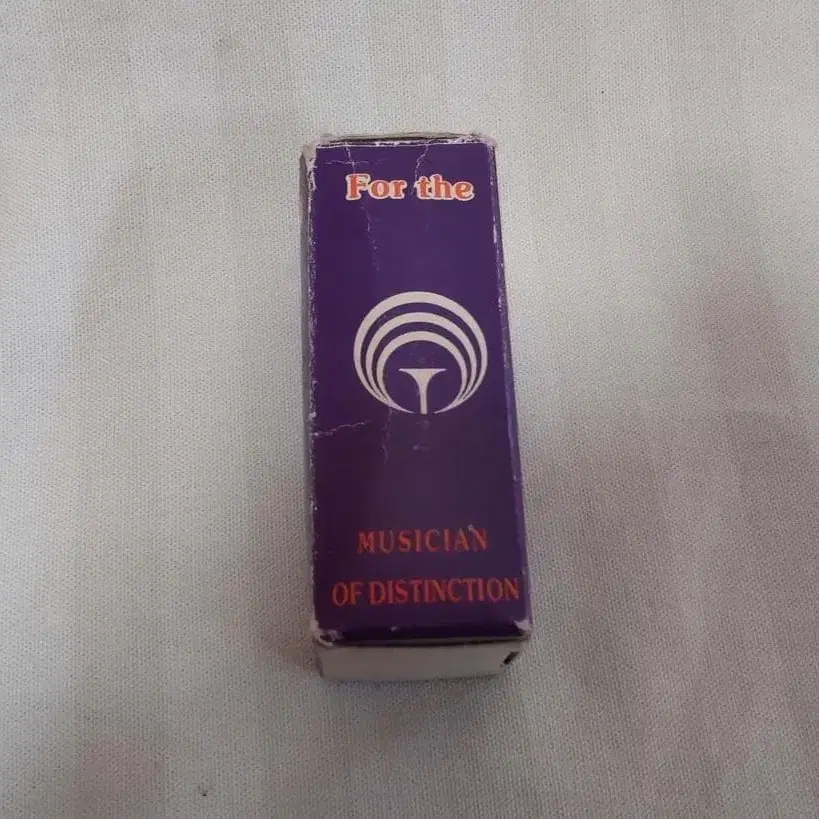 For the
MUSICIAN
OF DISTINCTION